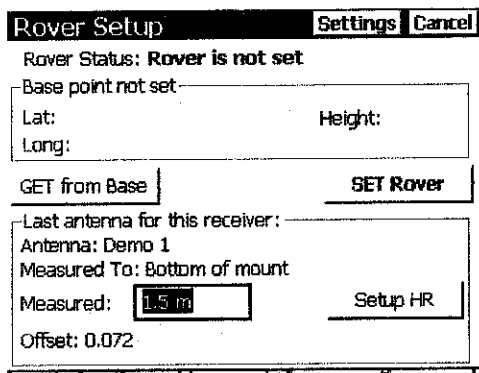 Rover Setup Settings Cancel
Rover Status: Rover is not set
Base point not set
Lat: Height:
Long:
GET from Base SET Rover
Last antenna for this receiver:
Antenna: Demo 1
Measured To: Bottom of mount
Measured: 1.5 m Setup HR
Offset: 0.072